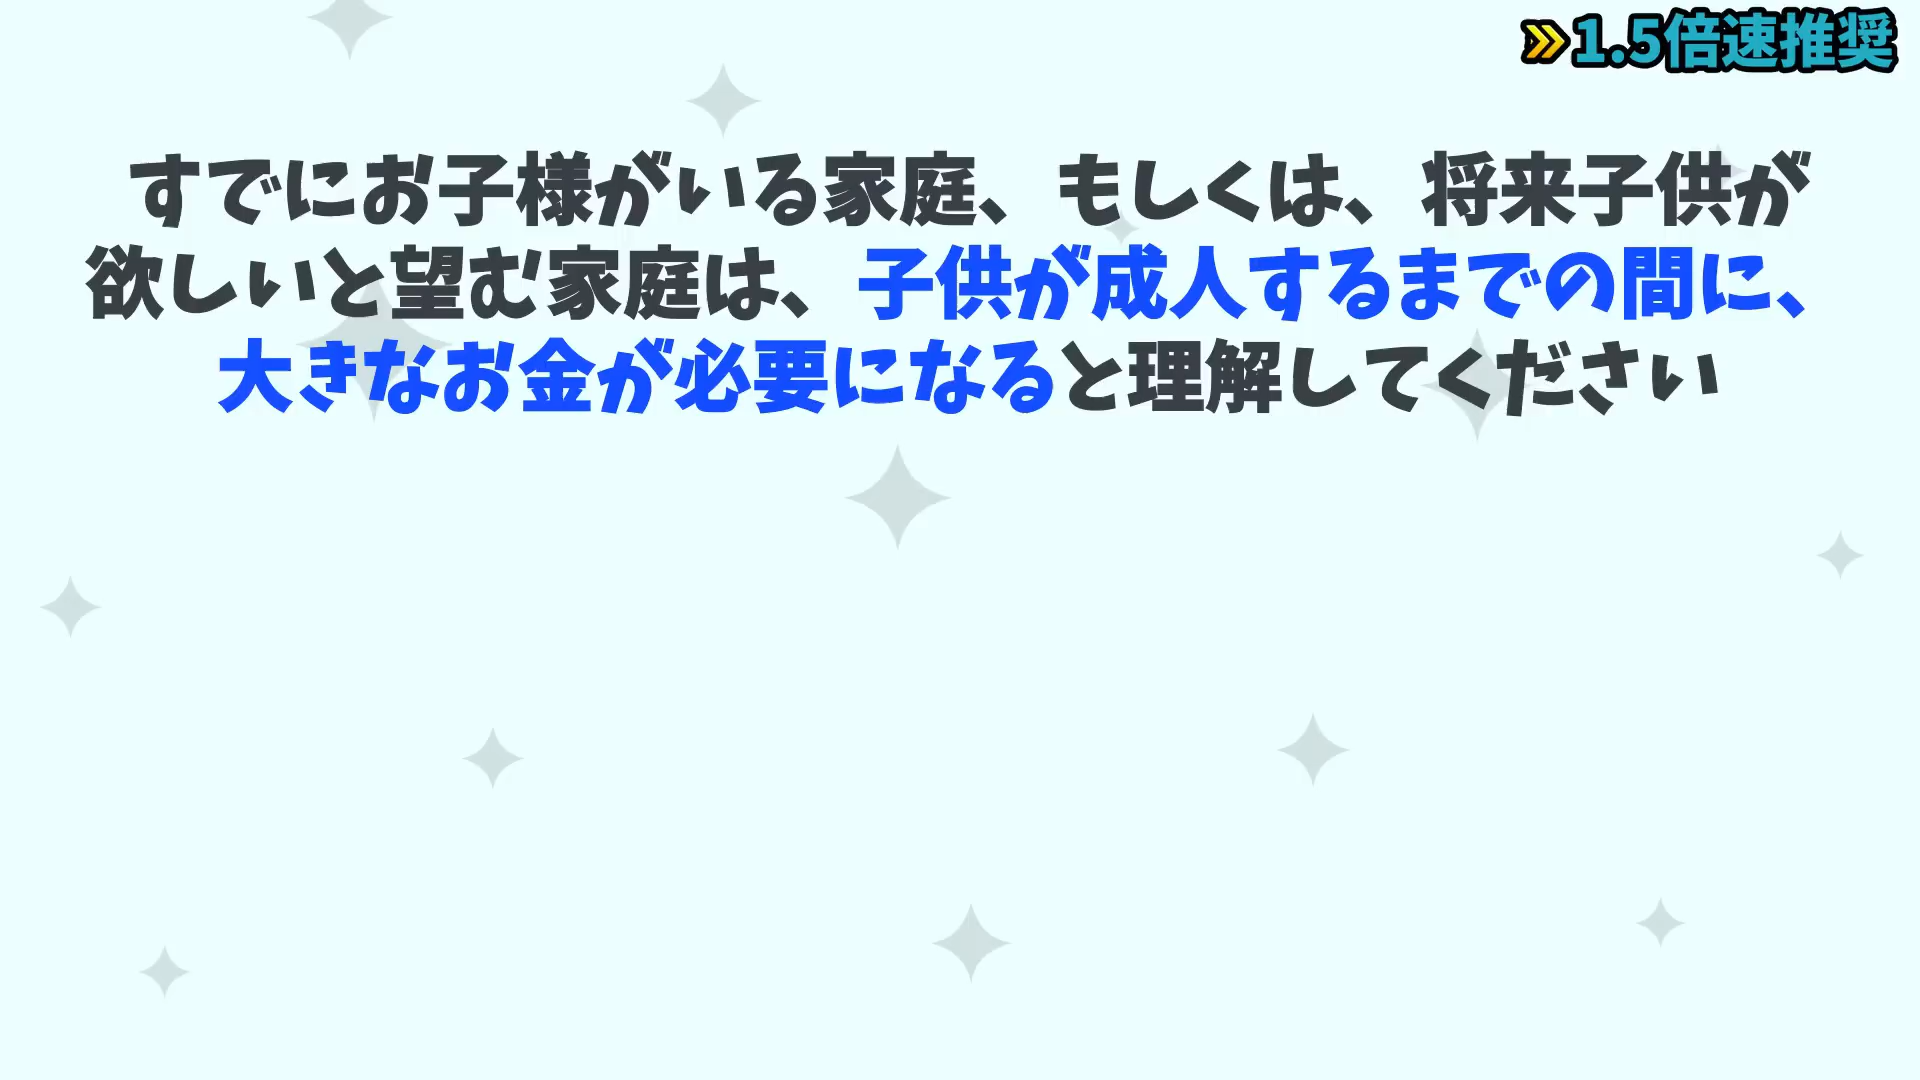 1.5倍速推奨
すでにお子様がいる家庭、もしくは、将来子供が
欲しいと望む家庭は、子供が成人するまでの間に、
大きなお金が必要になると理解してください